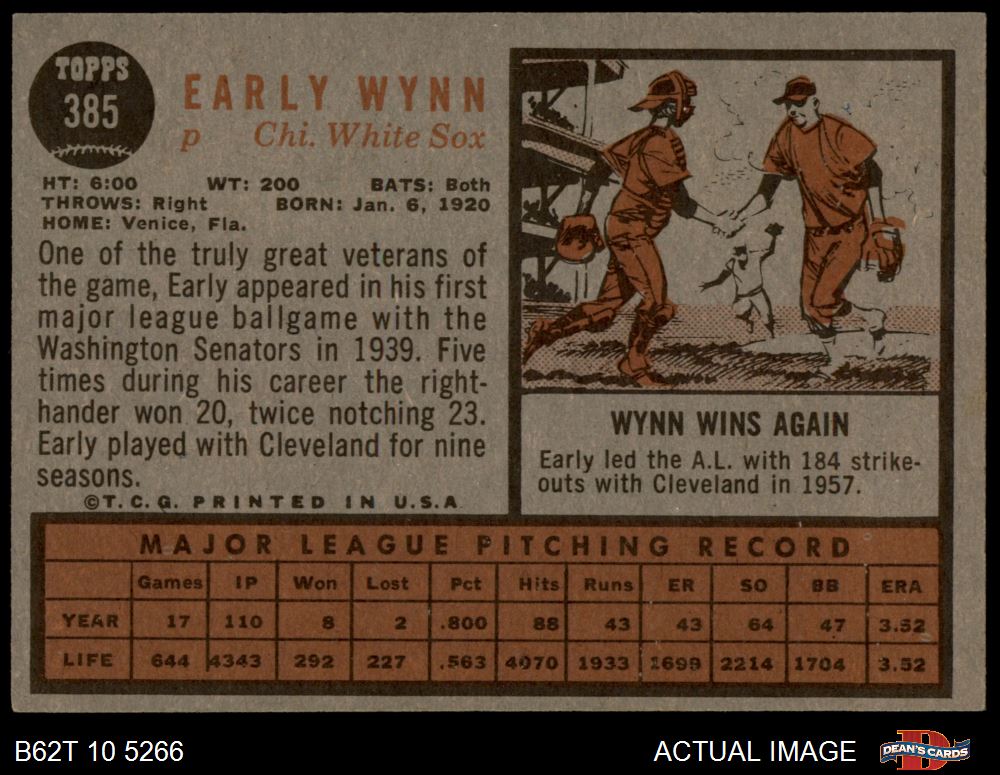 TOPPS
385
EARLY WYNN
p Chi. White Sox
HT: 6:00 WT: 200 BATS: Both
THROWS: Right BORN: Jan. 6, 1920
HOME: Venice, Fla.
One of the truly great veterans of
the game, Early appeared in his first
major league ballgame with the
Washington Senators in 1939. Five
times during his career the right-
hander won 20, twice notching 23.
Early played with Cleveland for nine
seasons.
©T.C.G. PRINTED IN U.S.A.
WYNN WINS AGAIN
Early led the A.L. with 184 strike-
outs with Cleveland in 1957.
MAJOR LEAGUE PITCHING RECORD
Games IP Won Lost Pct Hits Runs ER SO BB ERA
YEAR 17 110 8 2 .800 88 43 43 64 47 3.52
LIFE 644 4343 292 227 .563 4070 1933 1699 2214 1704 3.52
B62T 10 5266
ACTUAL IMAGE
D
DEAN'S CARDS